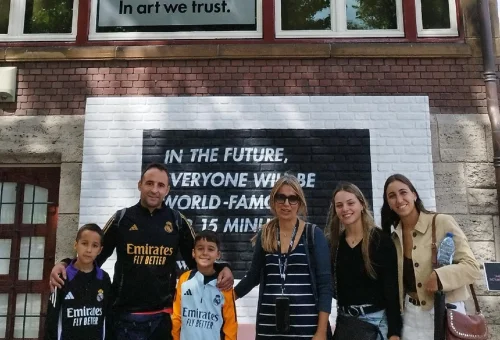 In art we trust.
IN THE FUTURE,
EVERYONE WILL BE
WORLD-FAMO
15 MINU
Emirates
FLY BETTER
Emirates
FLY BETTER
Emirates
FLY BETTER